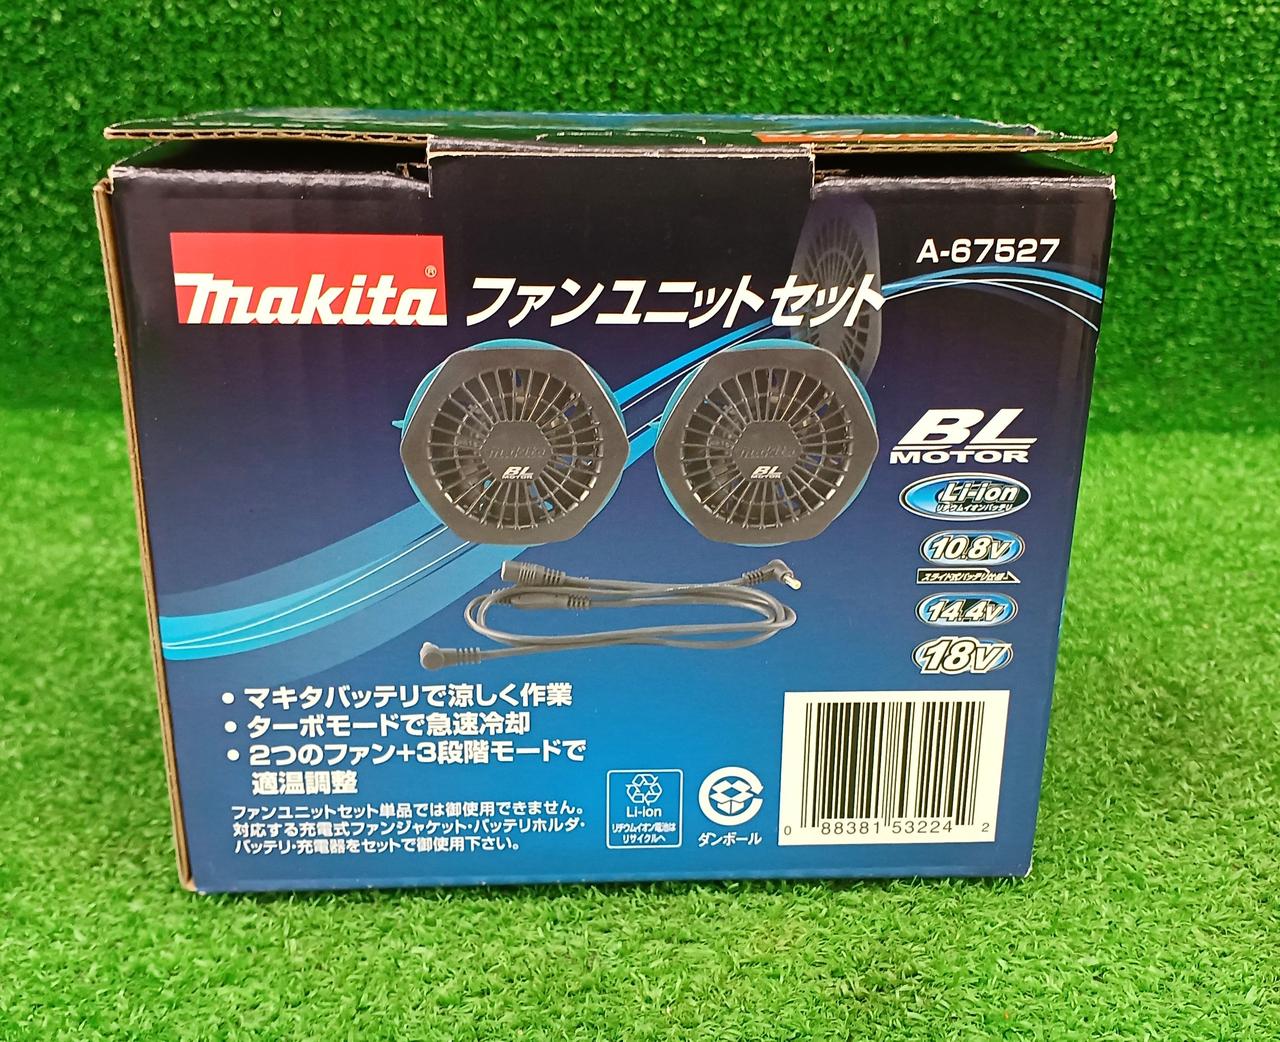 A-67527
makita®
ファンユニットセット
makita
BL
MOTOR
makita
BL
MOTOR
BL
MOTOR
Li-ion
リチウムイオンバッテリ
10.8V
スライド式バッテリ仕様
14.4V
18V
• マキタバッテリで涼しく作業
• ターボモードで急速冷却
• 2つのファン+3段階モードで
適温調整
ファンユニットセット単品では御使用できません。
対応する充電式ファンジャケット・バッテリホルダ・
バッテリ・充電器をセットで御使用下さい。
Li-ion
リチウムイオン電池は
リサイクルへ
ダンボール
0 88381 53224 2